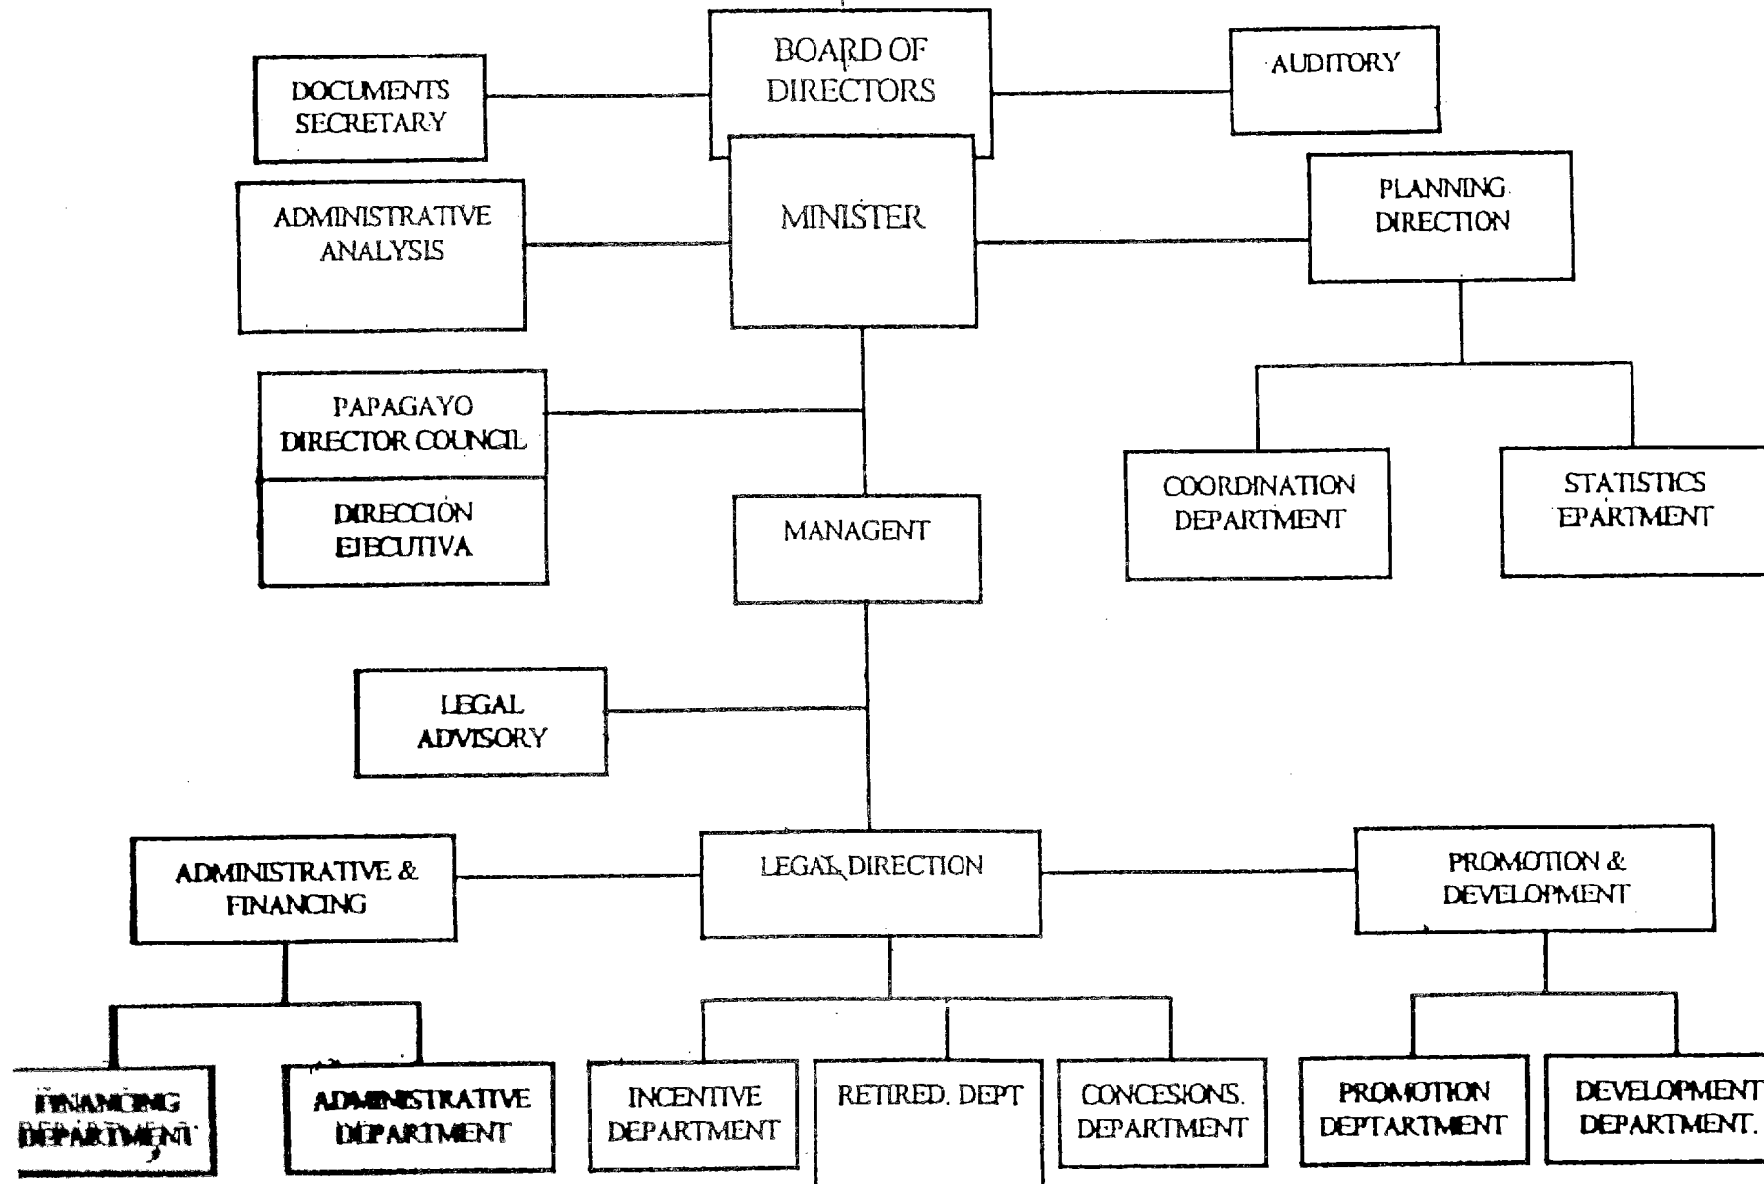 BOARD OF
DIRECTORS
DOCUMENTS
SECRETARY
AUDITORY
ADMINISTRATIVE
ANALYSIS
MINISTER
PLANNING
DIRECTION
PAPAGAYO
DIRECTOR COUNCIL
DIRECCIÓN
EJECUTIVA
MANAGENT
COORDINATION
DEPARTMENT
STATISTICS
EPARTMENT
LEGAL
ADVISORY
ADMINISTRATIVE &
FINANCING
LEGAL DIRECTION
PROMOTION &
DEVELOPMENT
FINANCING
DEPARTMENT
ADMINISTRATIVE
DEPARTMENT
INCENTIVE
DEPARTMENT
RETIRED. DEPT
CONCESIONS.
DEPARTMENT
PROMOTION
DEPTARTMENT
DEVELOPMENT
DEPARTMENT.